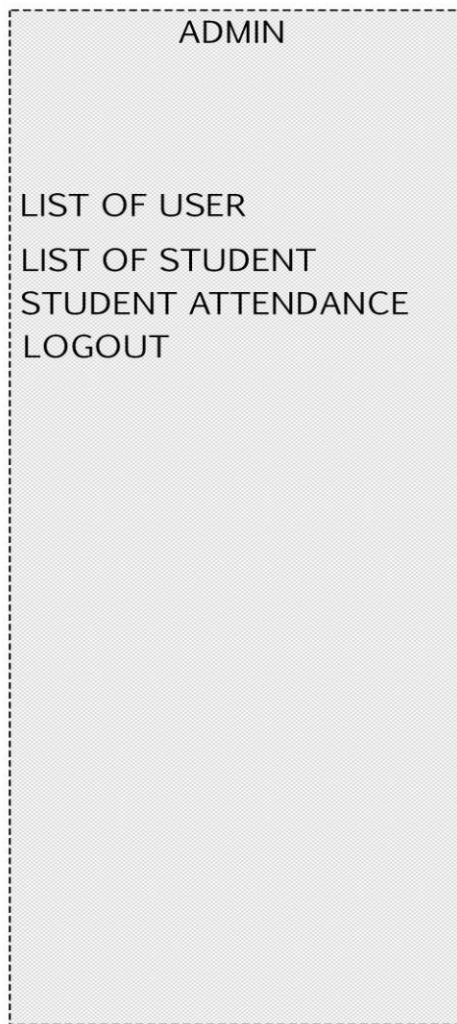 ADMIN
LIST OF USER
LIST OF STUDENT
STUDENT ATTENDANCE
LOGOUT